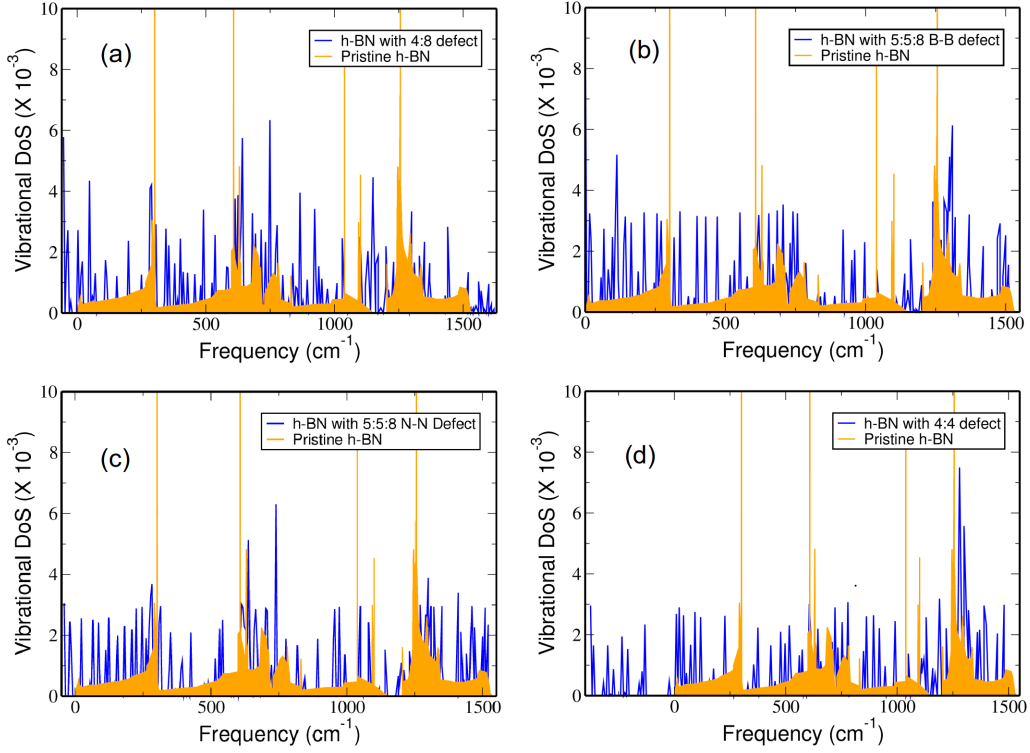 10
8
6
4
2
0
Vibrational DoS (X 10-3)
(a)
h-BN with 4:8 defect
Pristine h-BN
0 500 1000 1500
Frequency (cm-1)
10
8
6
4
2
0
Vibrational DoS (X 10-3)
(b)
h-BN with 5:5:8 B-B defect
Pristine h-BN
0 500 1000 1500
Frequency (cm-1)
10
8
6
4
2
0
Vibrational DoS (X 10-3)
(c)
h-BN with 5:5:8 N-N Defect
Pristine h-BN
0 500 1000 1500
Frequency (cm-1)
10
8
6
4
2
0
Vibrational DoS (X 10-3)
(d)
h-BN with 4:4 defect
Pristine h-BN
0 500 1000 1500
Frequency (cm-1)